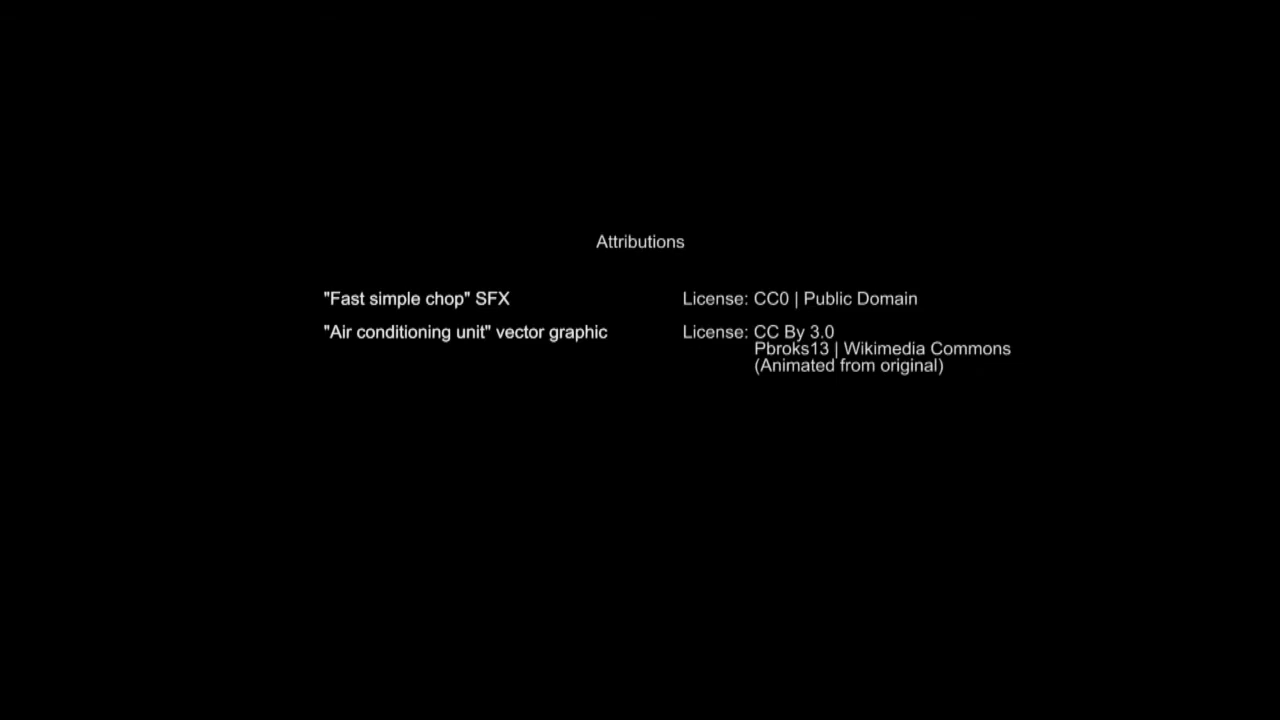 Attributions
"Fast simple chop" SFX License: CC0 | Public Domain
"Air conditioning unit" vector graphic License: CC By 3.0
Pbroks13 | Wikimedia Commons
(Animated from original)